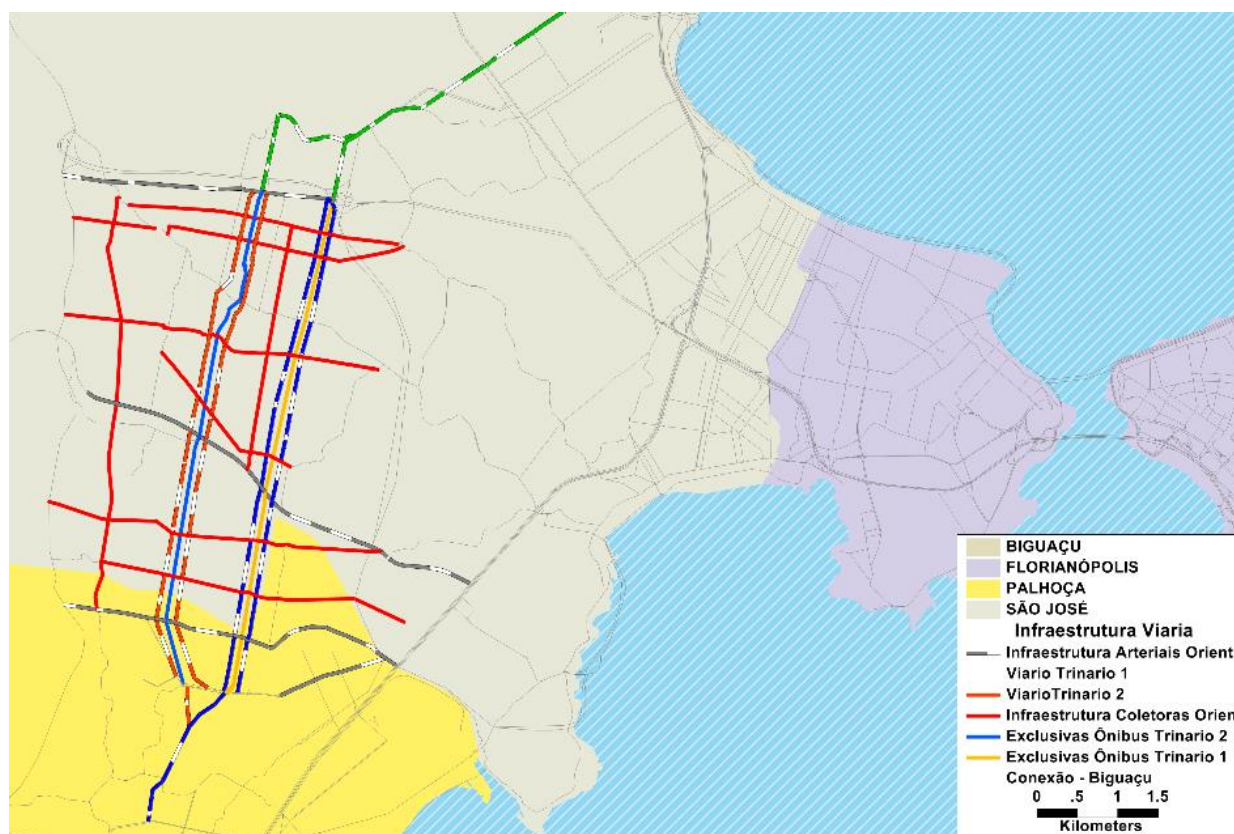 BIGUAÇU
FLORIANÓPOLIS
PALHOÇA
SÃO JOSÉ
Infraestrutura Viaria
Infraestrutura Arteriais Orient
Viario Trinario 1
ViarioTrinario 2
Infraestrutura Coletoras Orien
Exclusivas Ônibus Trinario 2
Exclusivas Ônibus Trinario 1
Conexão - Biguaçu
0 .5 1 1.5
Kilometers